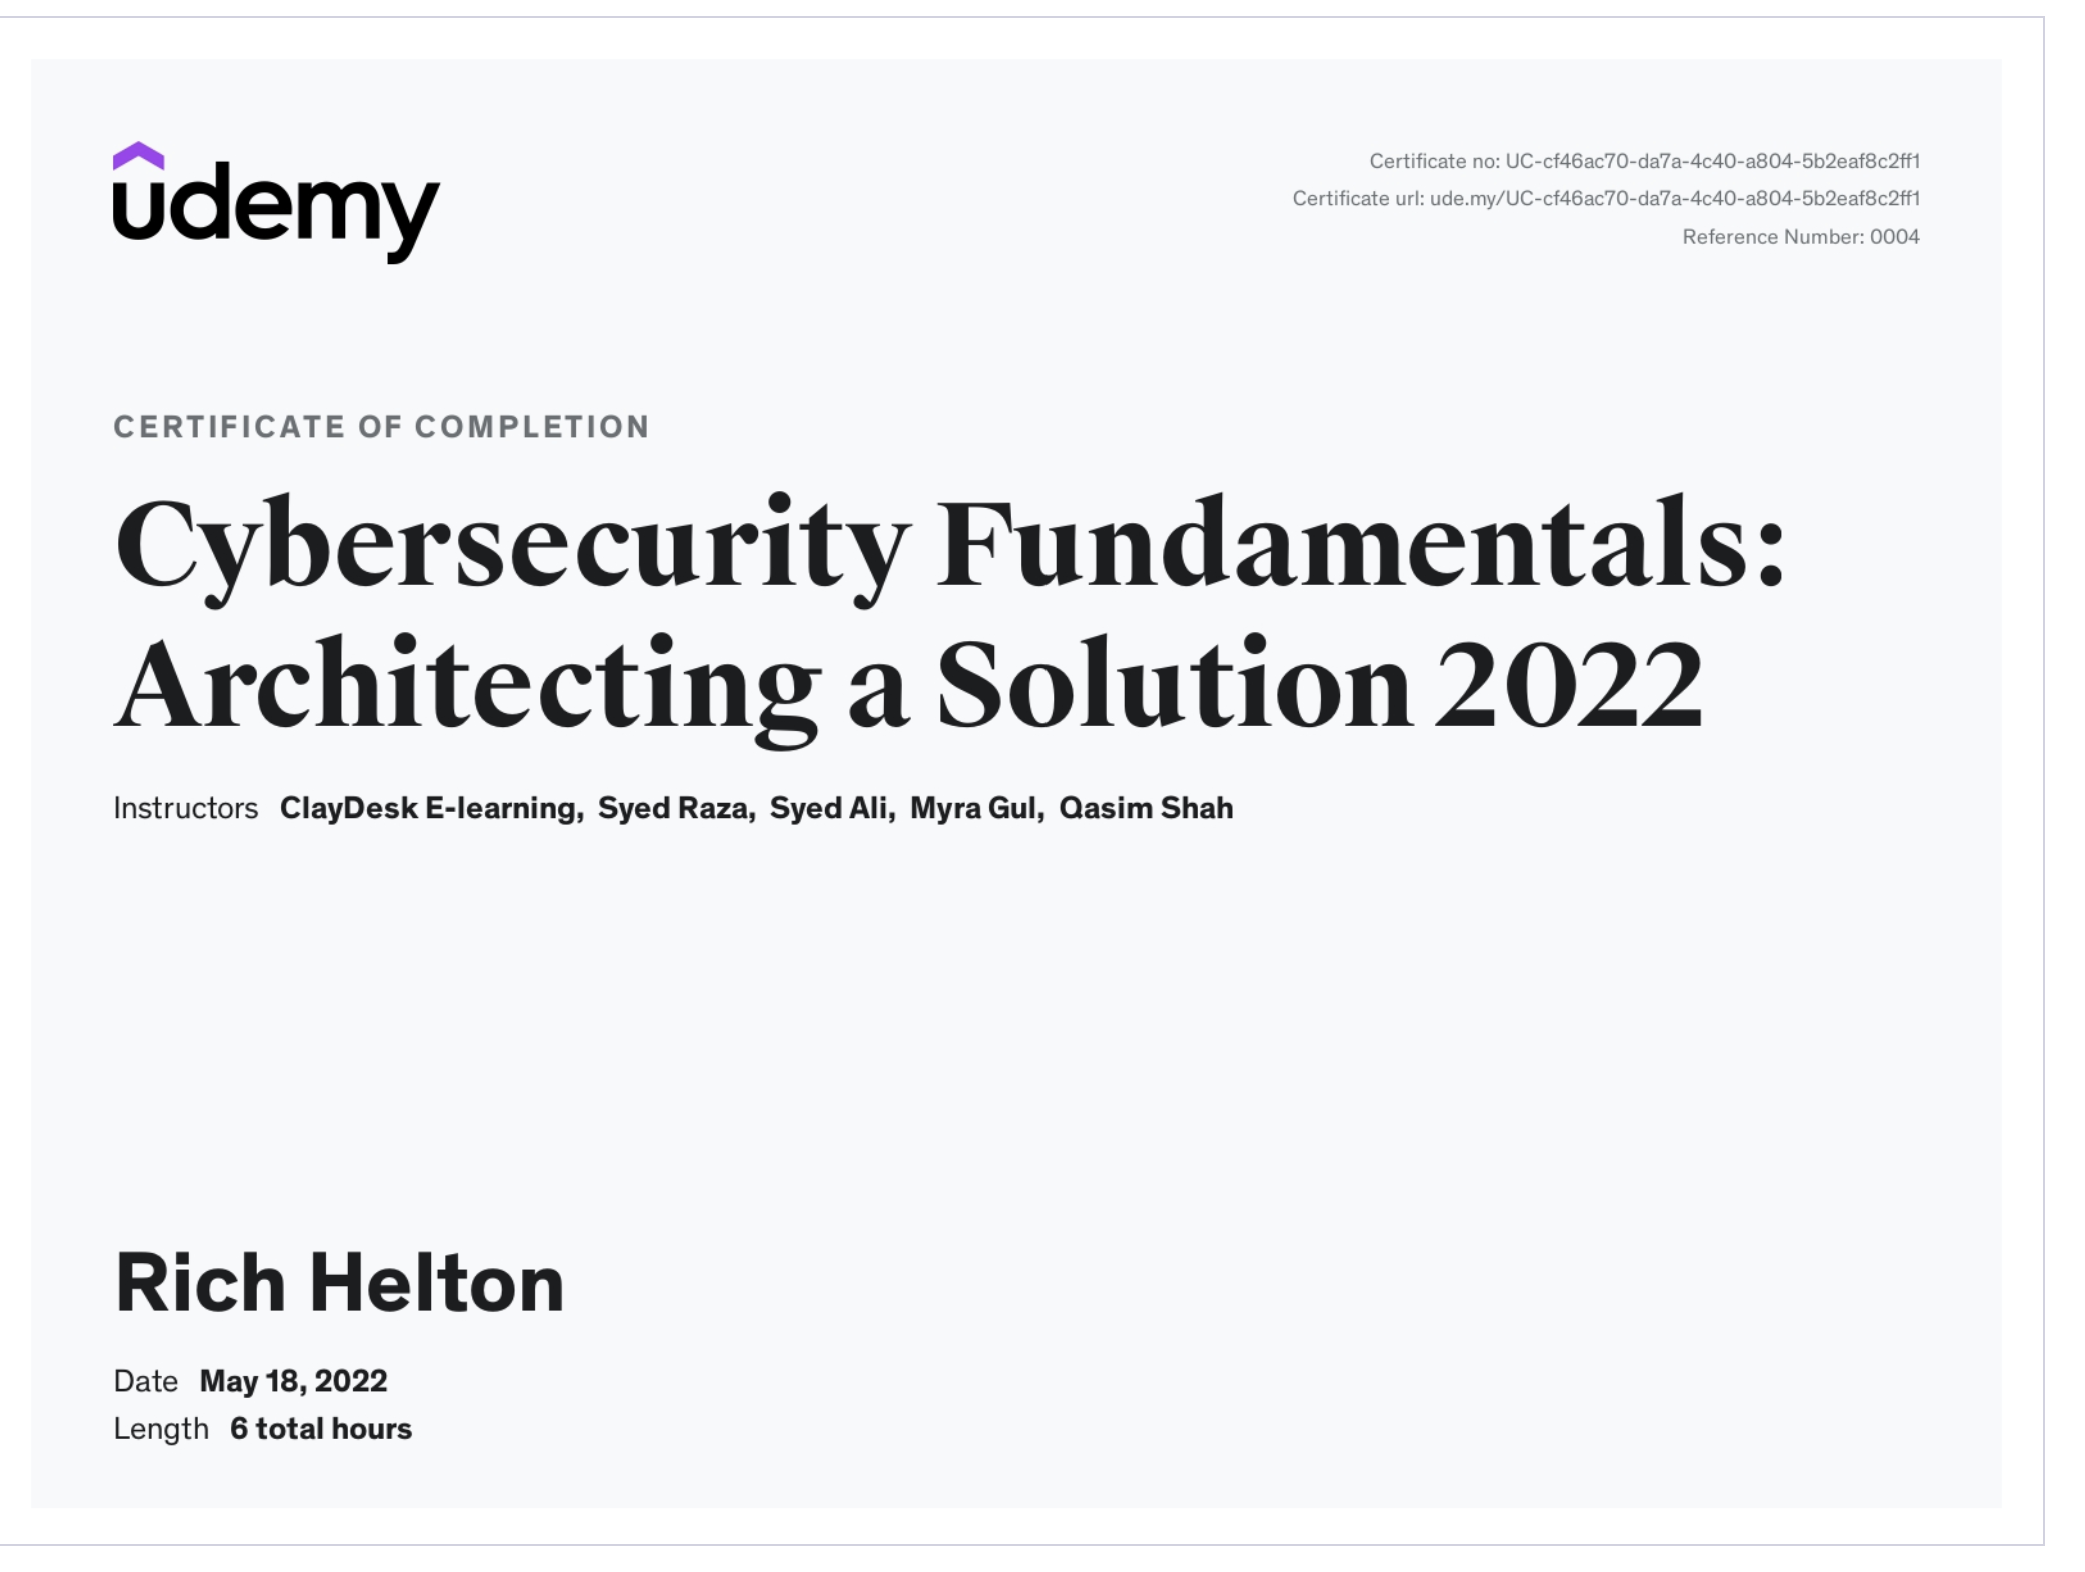 udemy
Certificate no: UC-cf46ac70-da7a-4c40-a804-5b2eaf8c2ff1
Certificate url: ude.my/UC-cf46ac70-da7a-4c40-a804-5b2eaf8c2ff1
Reference Number: 0004
CERTIFICATE OF COMPLETION
Cybersecurity Fundamentals:
Architecting a Solution 2022
Instructors ClayDesk E-learning, Syed Raza, Syed Ali, Myra Gul, Qasim Shah
Rich Helton
Date May 18, 2022
Length 6 total hours